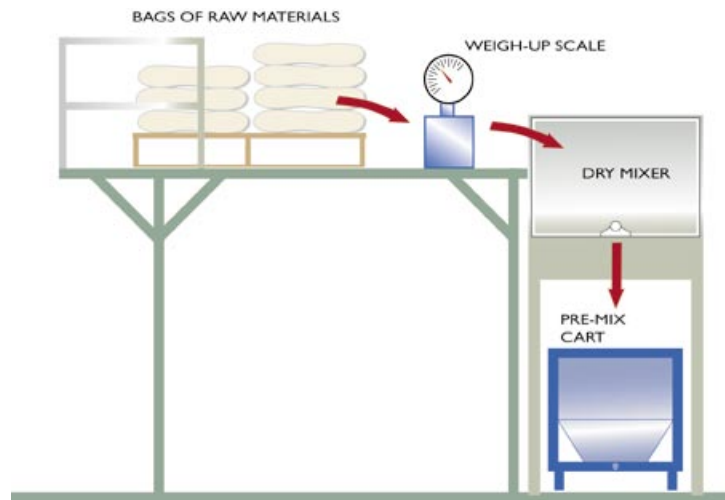 BAGS OF RAW MATERIALS
WEIGH-UP SCALE
DRY MIXER
PRE-MIX
CART